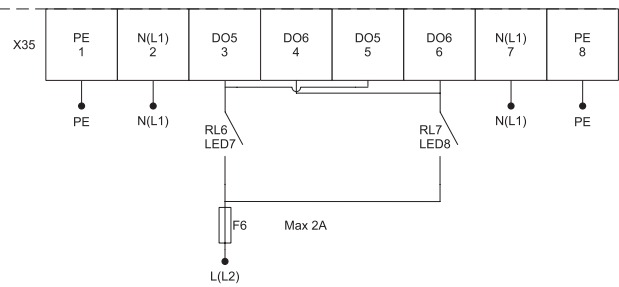 X35
PE
1
N(L1)
2
DO5
3
DO6
4
DO5
5
DO6
6
N(L1)
7
PE
8
PE
N(L1)
N(L1)
PE
RL6
LED7
RL7
LED8
F6
Max 2A
L(L2)